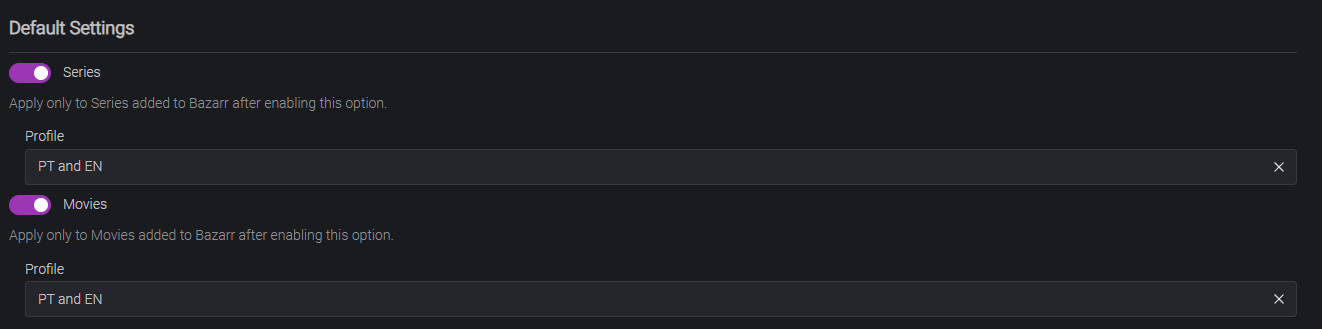 Default Settings
Series
Apply only to Series added to Bazarr after enabling this option.
Profile
PT and EN
Movies
Apply only to Movies added to Bazarr after enabling this option.
Profile
PT and EN